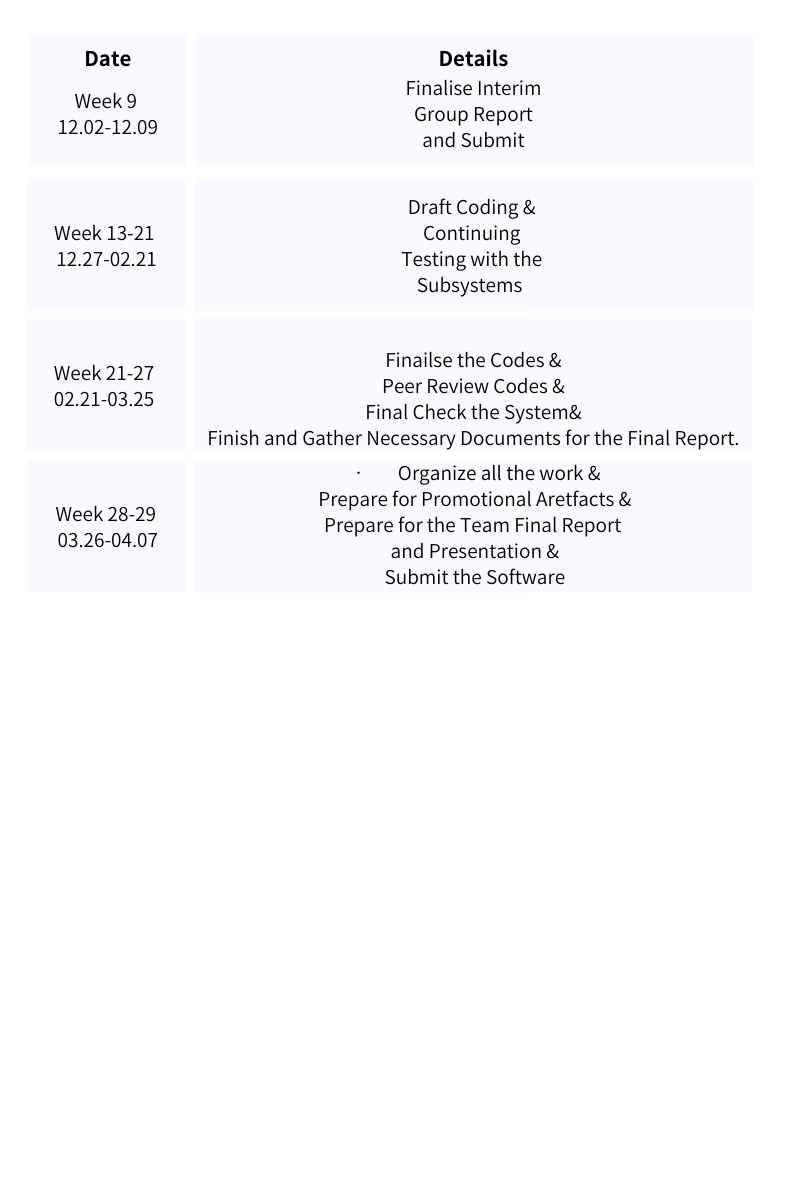 Date
Details
Week 9
12.02-12.09
Finalise Interim
Group Report
and Submit
Week 13-21
12.27-02.21
Draft Coding &
Continuing
Testing with the
Subsystems
Week 21-27
02.21-03.25
Finailse the Codes &
Peer Review Codes &
Final Check the System&
Finish and Gather Necessary Documents for the Final Report.
Week 28-29
03.26-04.07
· Organize all the work &
Prepare for Promotional Aretfacts &
Prepare for the Team Final Report
and Presentation &
Submit the Software